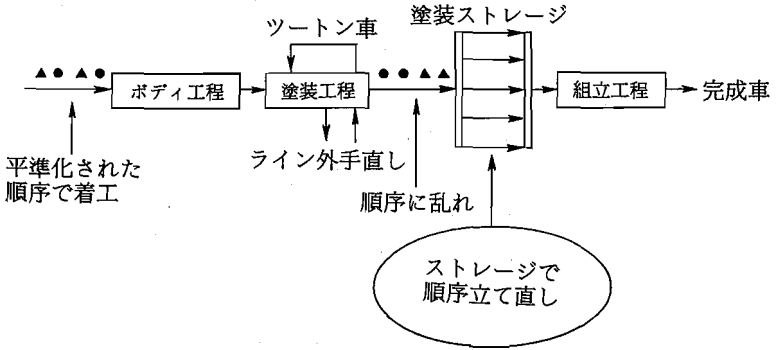 ツートン車
塗装ストレージ
▲● ▲●
ボディ工程
塗装工程
●● ▲▲
組立工程
完成車
平準化された
順序で着工
ライン外手直し
順序に乱れ
ストレージで
順序立て直し